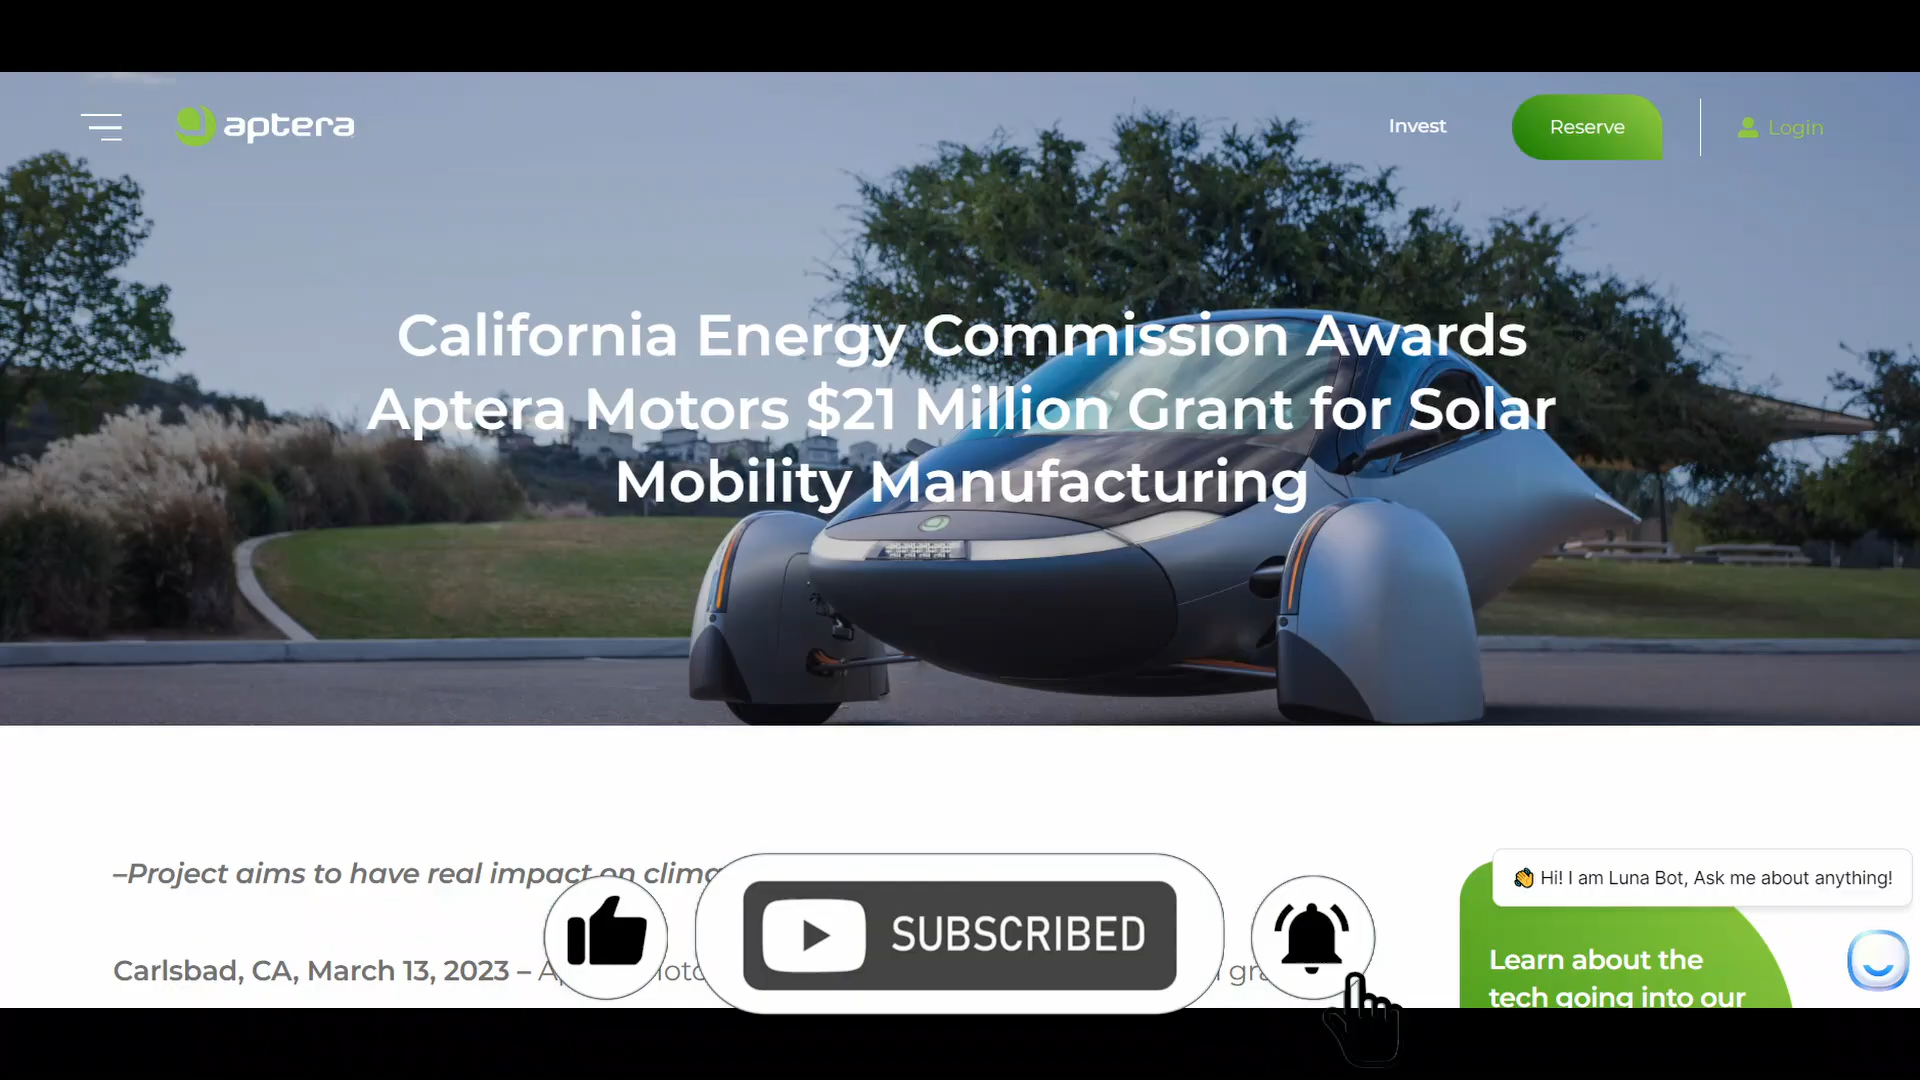 aptera
Invest
Reserve
Login
California Energy Commission Awards
Aptera Motors $21 Million Grant for Solar
Mobility Manufacturing
–Project aims to have real impact on
Hi! I am Luna Bot, Ask me about anything!
SUBSCRIBED
Carlsbad, CA, March 13, 2023 –
Learn about the
tech going into our